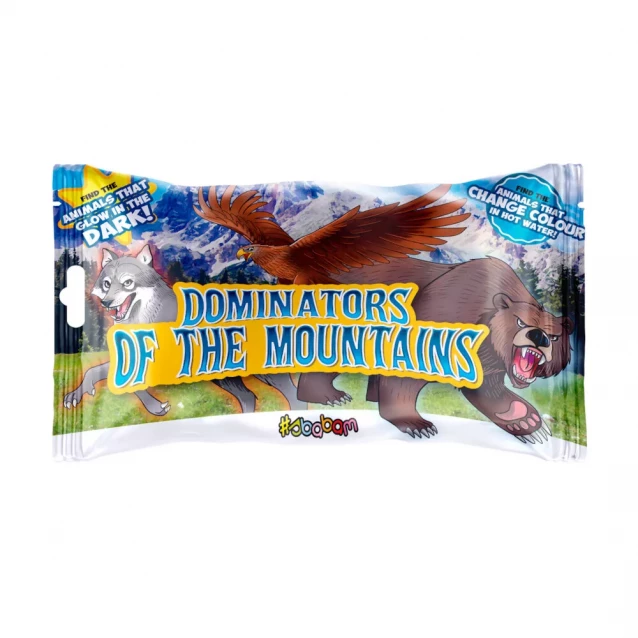 FIND THE
ANIMALS THAT
GLOW IN THE
DARK!
FIND THE
ANIMALS THAT
CHANGE COLOUR
IN HOT WATER!
DOMINATORS
OF THE MOUNTAINS
#sbabam